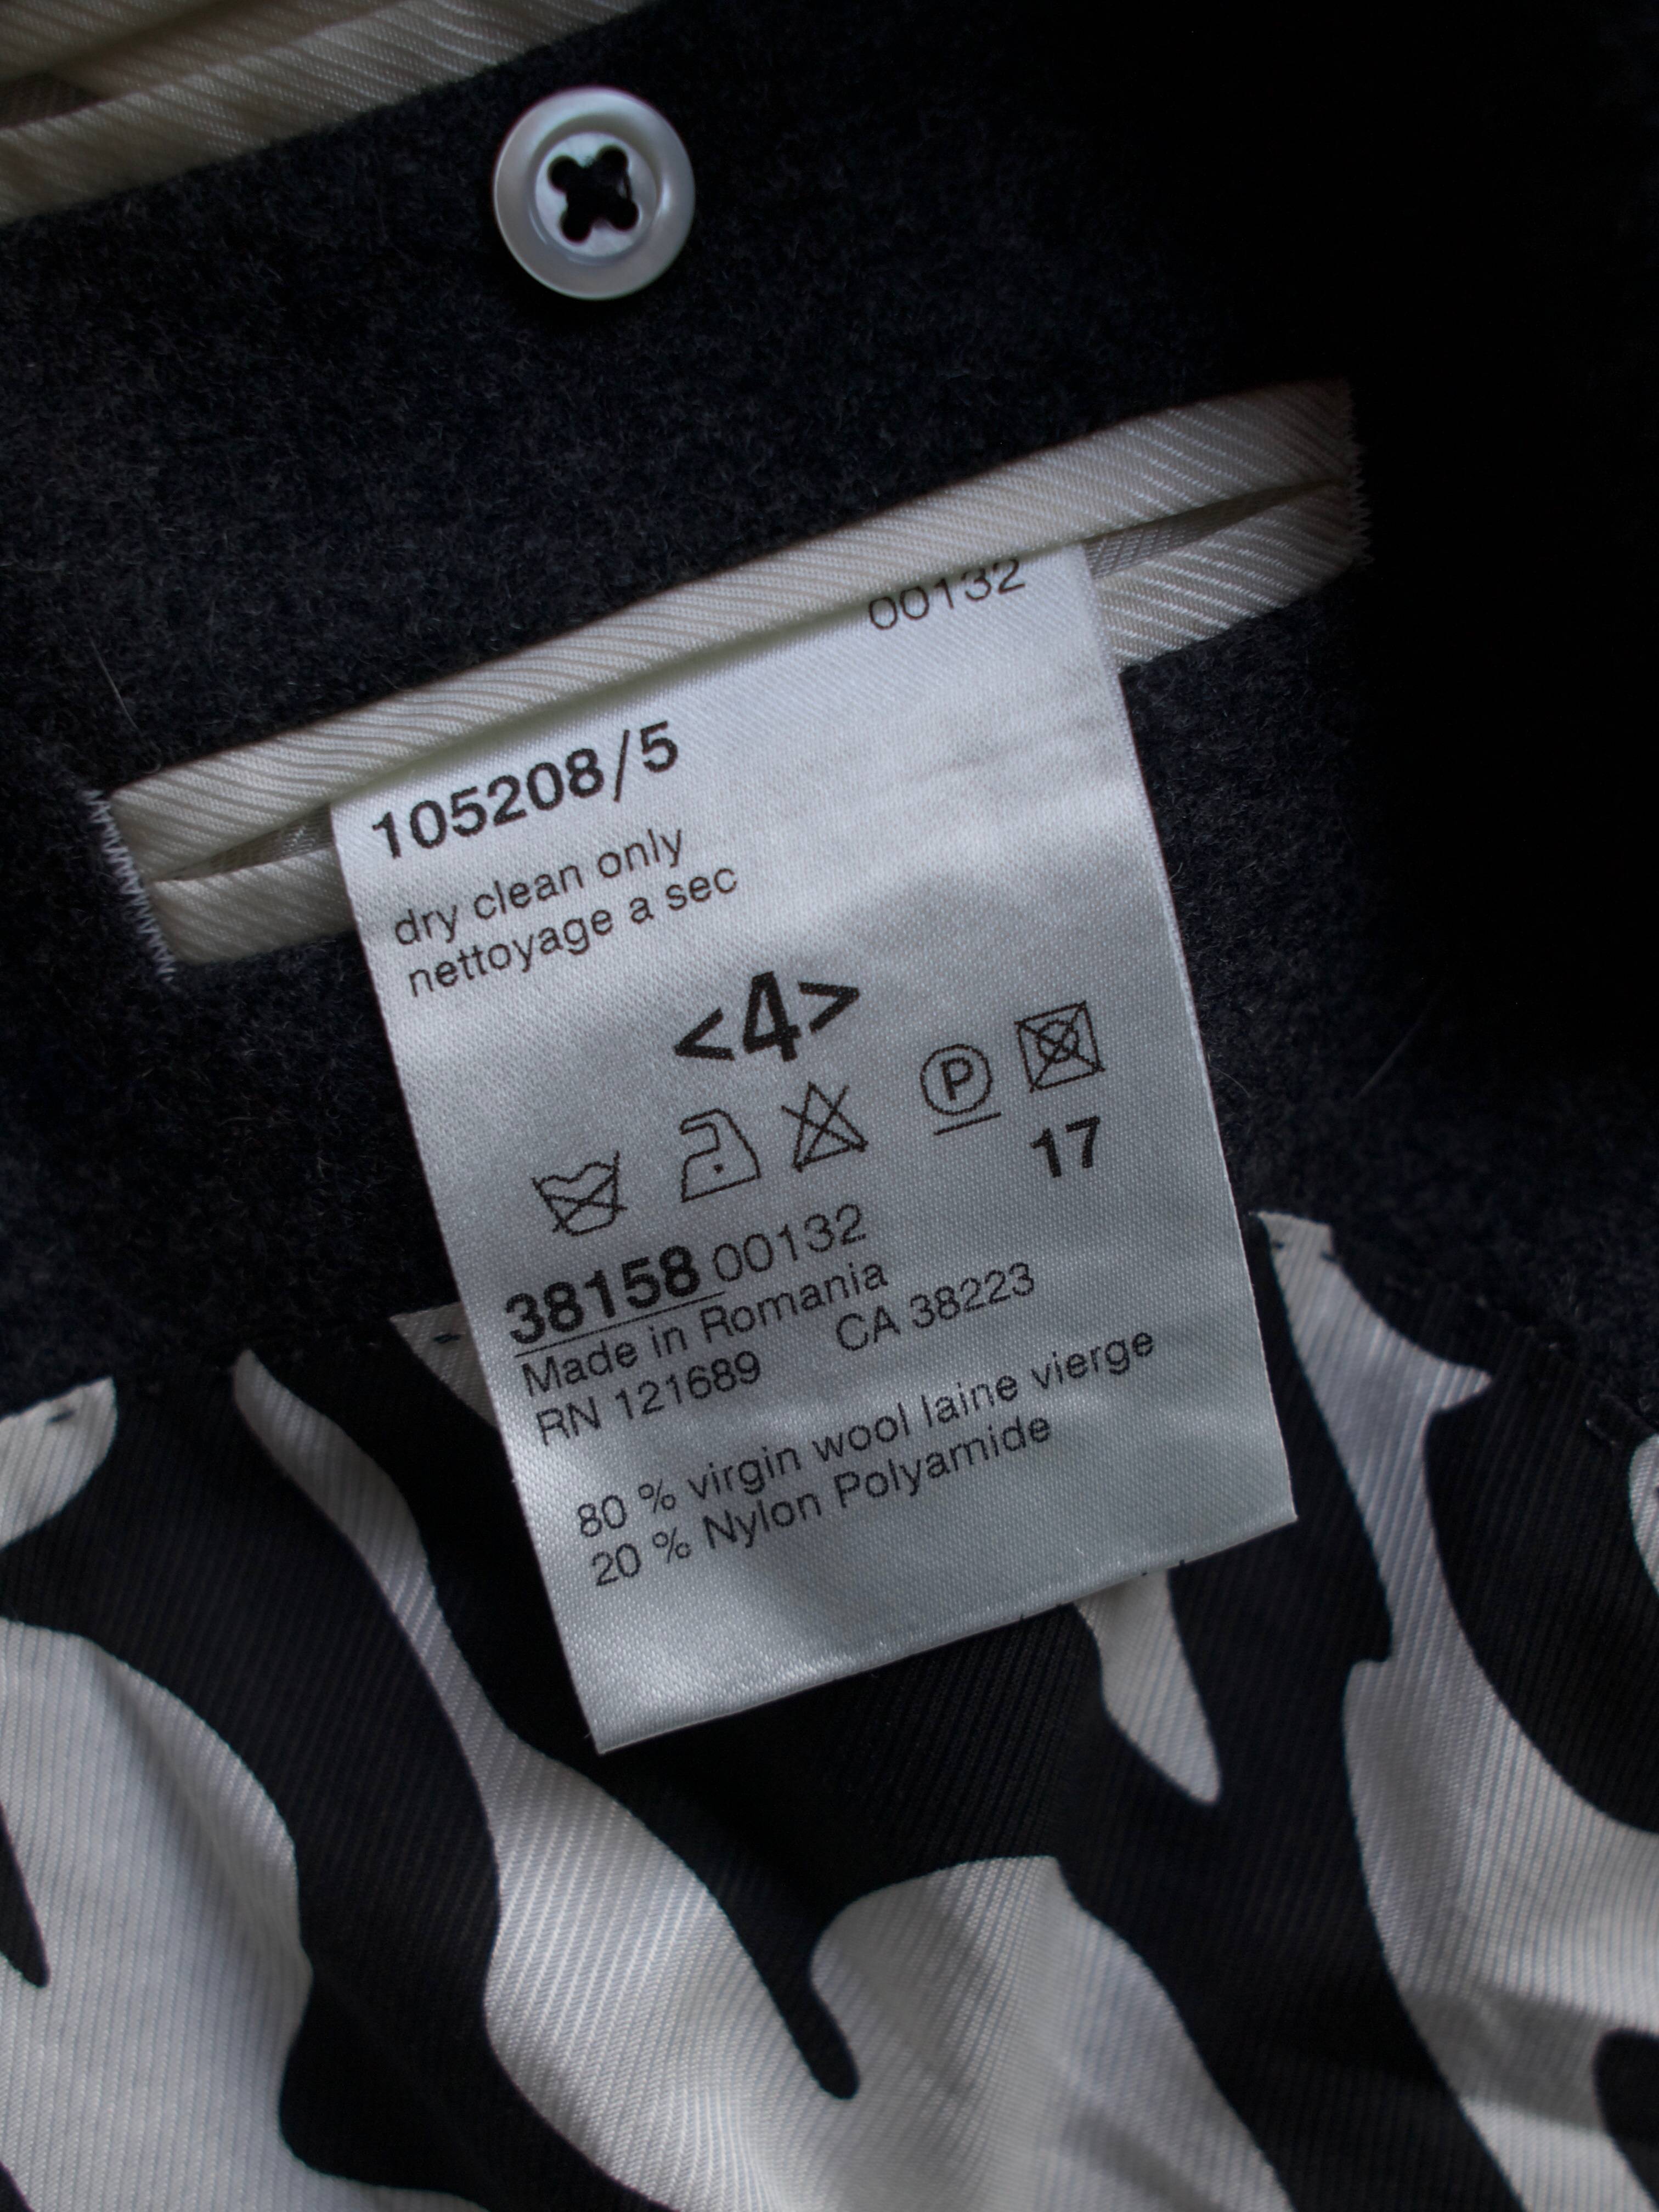 00132
105208/5
dry clean only
nettoyage a sec
<4>
P
17
38158 00132
Made in Romania
RN 121689 CA 38223
80 % virgin wool laine vierge
20 % Nylon Polyamide